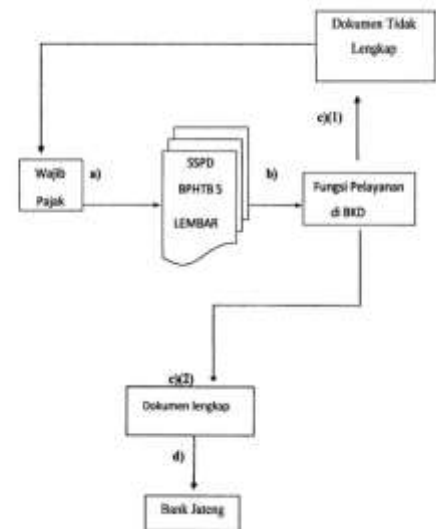 Dokumen Tidak
Lengkap
c)(1)
Wajib
Pajak
a)
SSPD
BPHTB 5
LEMBAR
b)
Fungsi Pelayanan
di BKD
c)(2)
Dokumen lengkap
d)
Bank Jateng